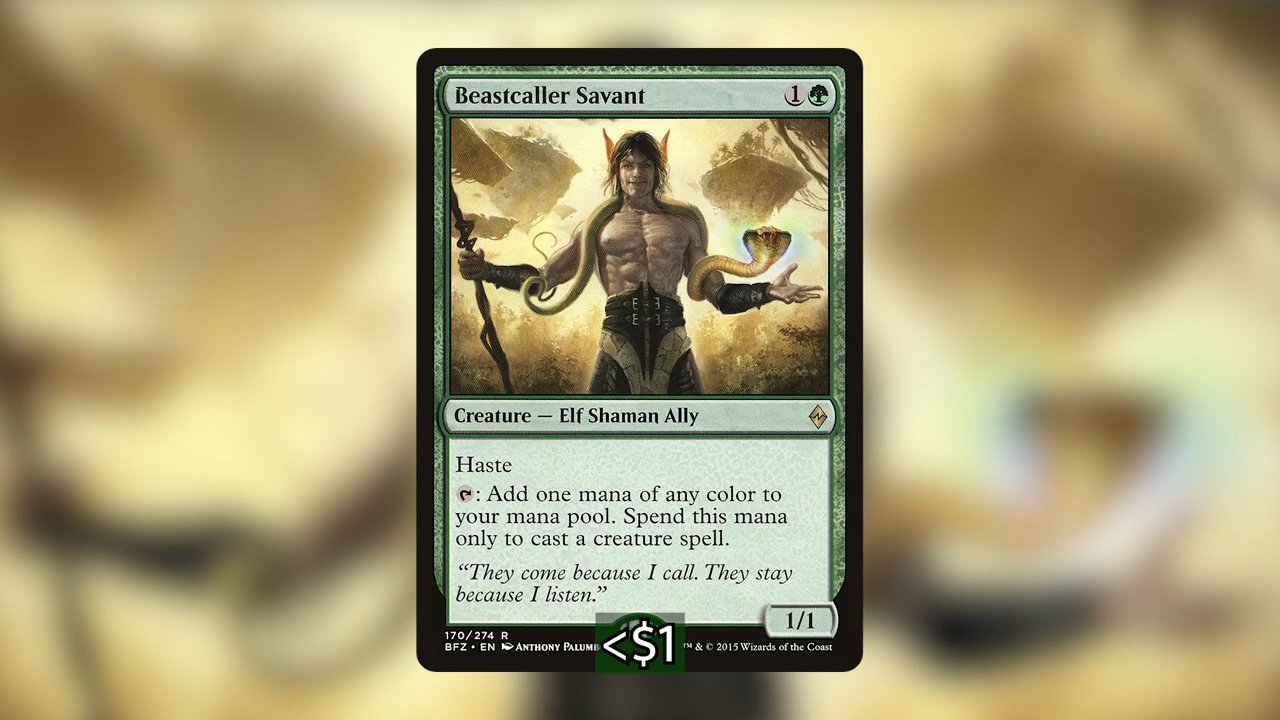 Beastcaller Savant 1
Creature — Elf Shaman Ally
Haste
: Add one mana of any color to
your mana pool. Spend this mana
only to cast a creature spell.
“They come because I call. They stay
because I listen.”
1/1
170/274 R
BFZ • EN ANTHONY PALUMB ™ & © 2015 Wizards of the Coast
<$1